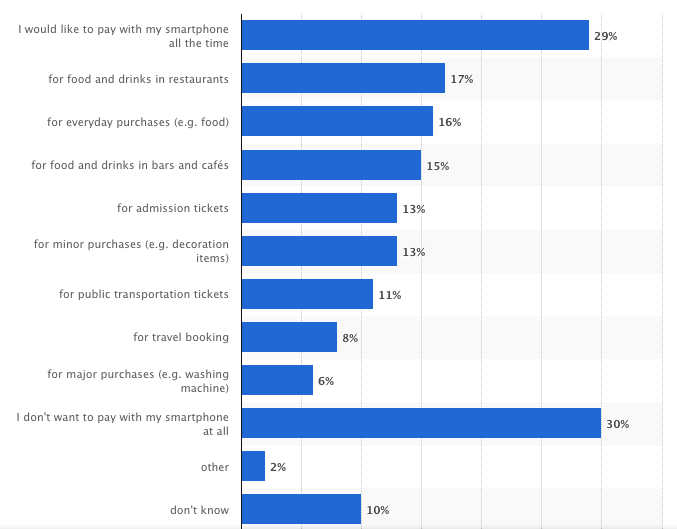 I would like to pay with my smartphone
all the time
29%
for food and drinks in restaurants
17%
for everyday purchases (e.g. food)
16%
for food and drinks in bars and cafés
15%
for admission tickets
13%
for minor purchases (e.g. decoration
items)
13%
for public transportation tickets
11%
for travel booking
8%
for major purchases (e.g. washing
machine)
6%
I don't want to pay with my smartphone
at all
30%
other
2%
don't know
10%